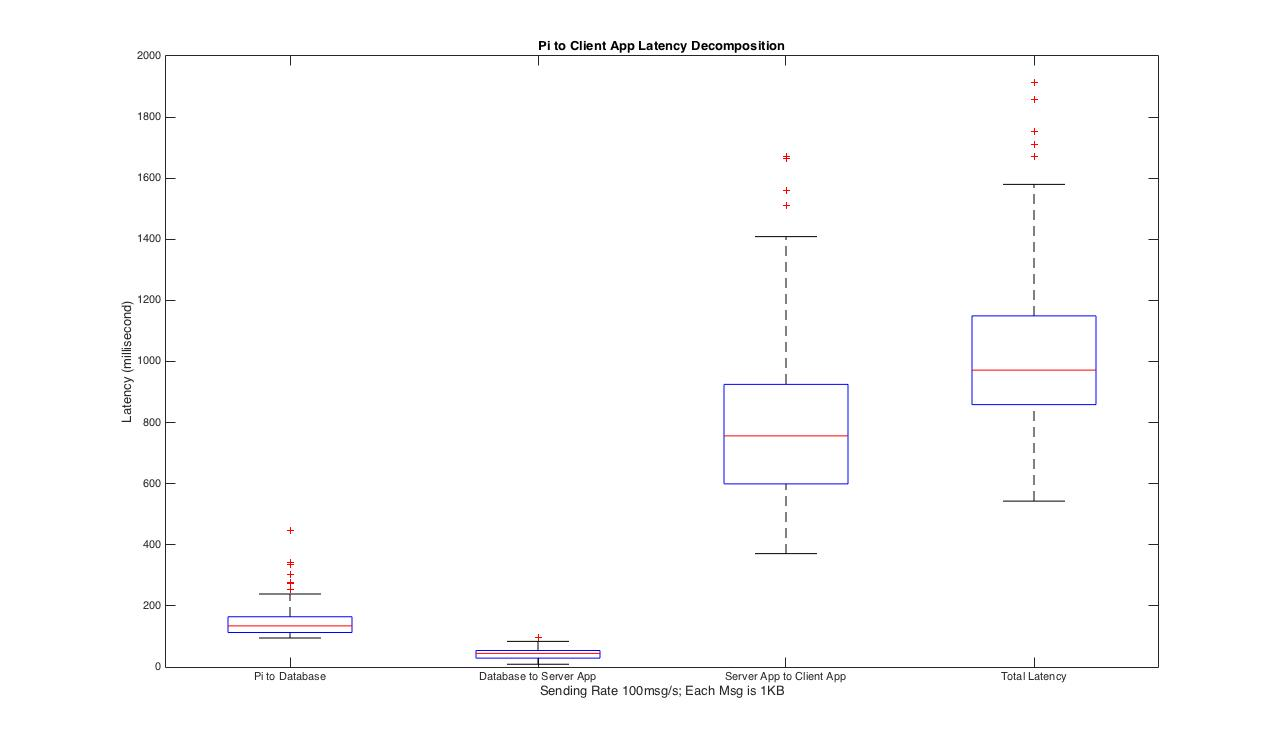 Pi to Client App Latency Decomposition
2000
1800
1600
1400
1200
1000
800
600
400
200
0
Latency (millisecond)
Pi to Database
Database to Server App
Server App to Client App
Total Latency
Sending Rate 100msg/s; Each Msg is 1KB